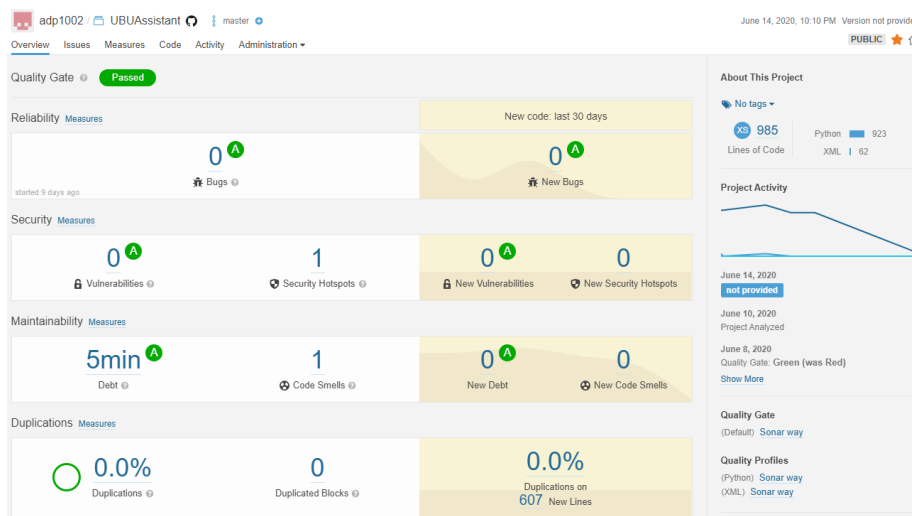 adp1002 / UBUAssistant master
June 14, 2020, 10:10 PM Version not provide
Overview Issues Measures Code Activity Administration
PUBLIC
Quality Gate Passed
Reliability Measures
New code: last 30 days
0 A
Bugs
started 9 days ago
0 A
New Bugs
Security Measures
0 A
Vulnerabilities
1
Security Hotspots
0 A
New Vulnerabilities
0
New Security Hotspots
Maintainability Measures
5min A
Debt
1
Code Smells
0 A
New Debt
0
New Code Smells
Duplications Measures
0.0%
Duplications
0
Duplicated Blocks
0.0%
Duplications on
607 New Lines
About This Project
No tags
XS 985
Lines of Code
Python 923
XML 62
Project Activity
June 14, 2020
not provided
June 10, 2020
Project Analyzed
June 8, 2020
Quality Gate: Green (was Red)
Show More
Quality Gate
(Default) Sonar way
Quality Profiles
(Python) Sonar way
(XML) Sonar way